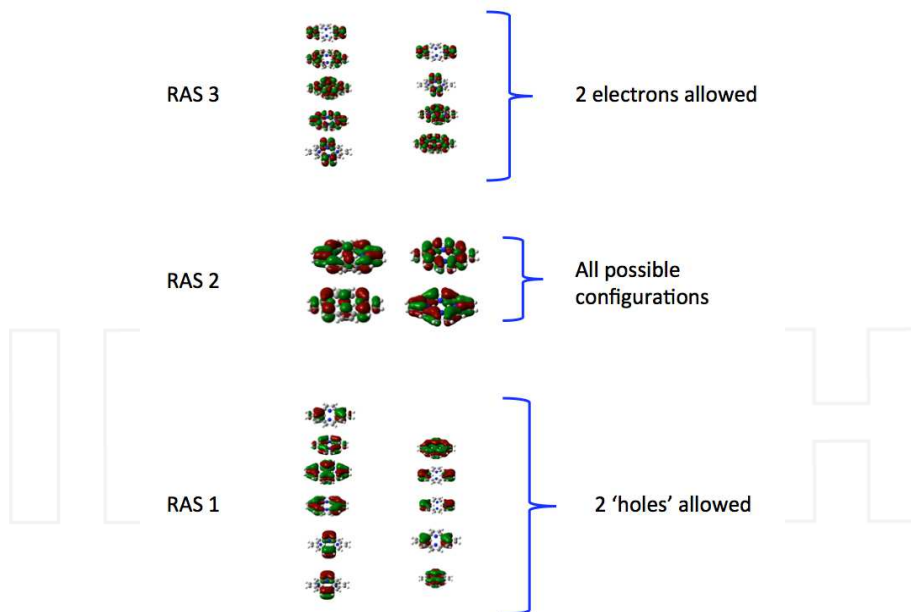 RAS 3
2 electrons allowed
RAS 2
All possible
configurations
RAS 1
2 ‘holes’ allowed